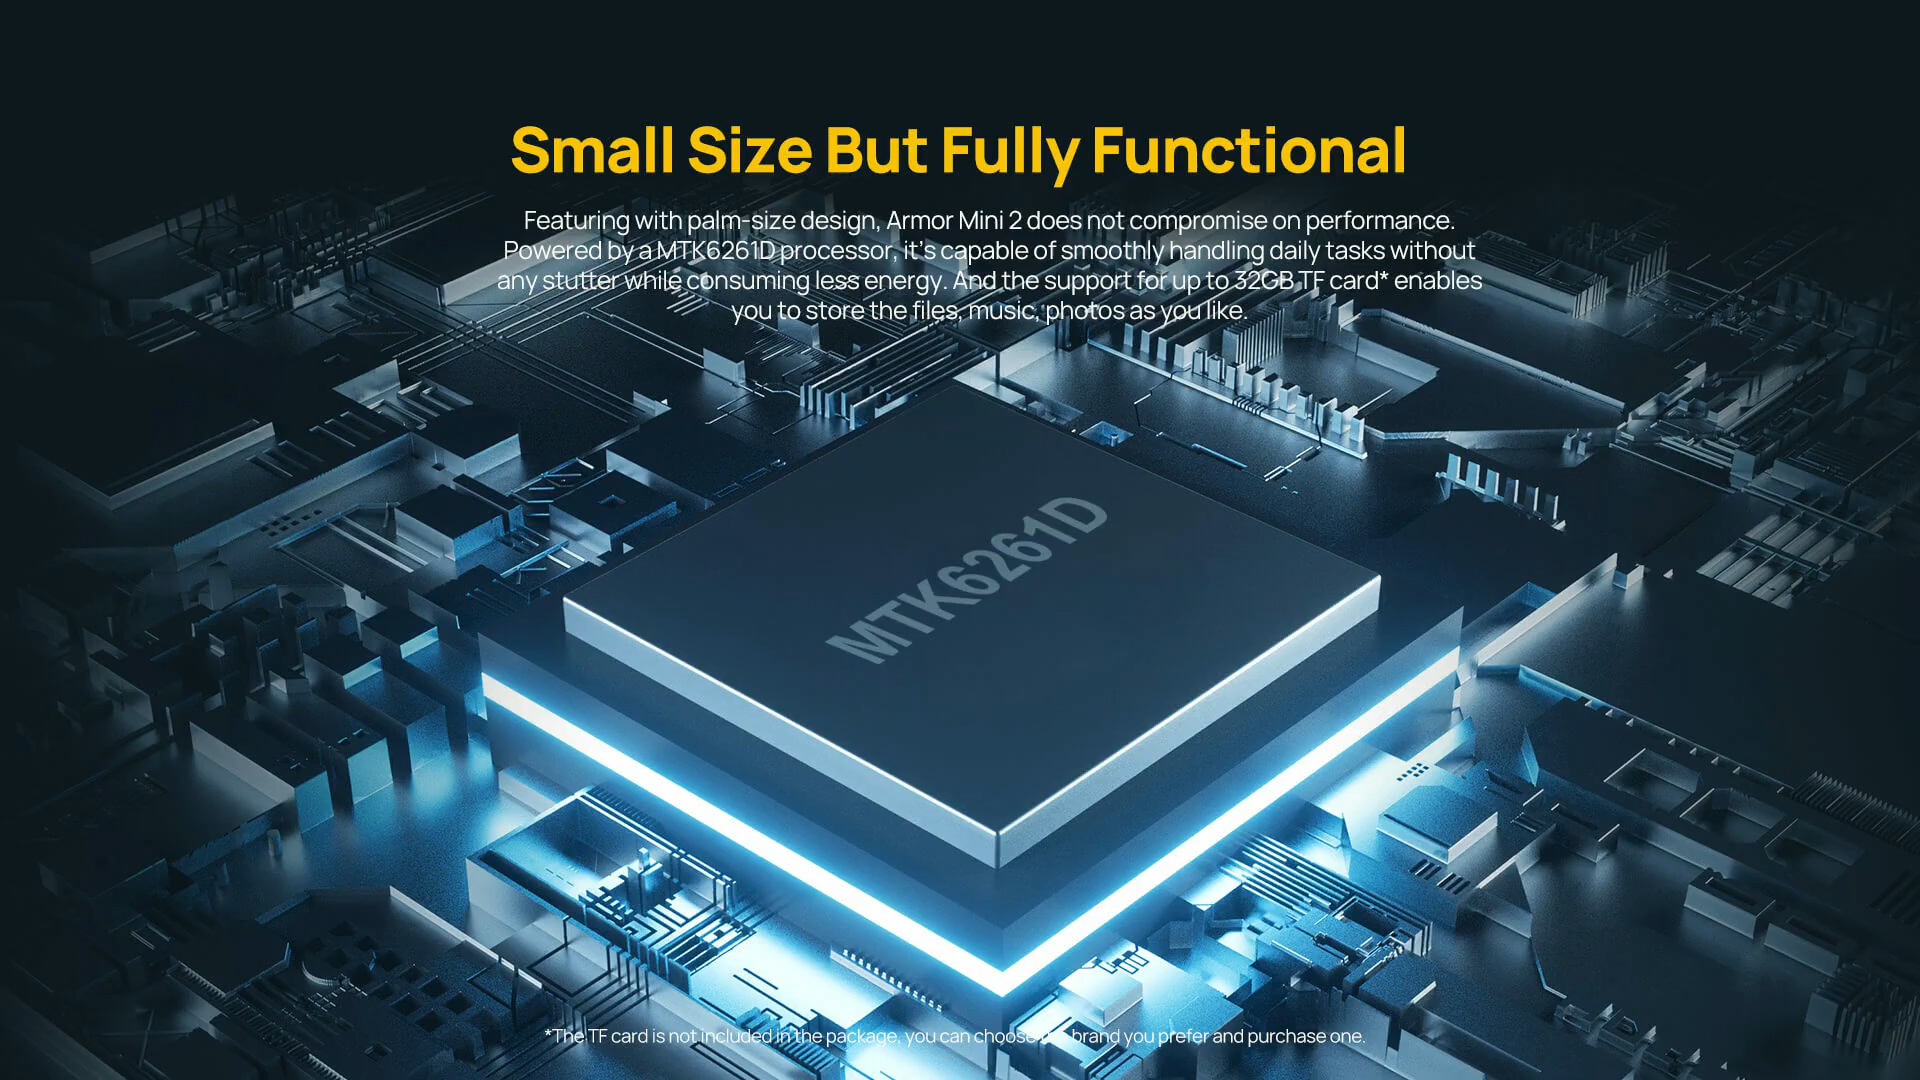 Small Size But Fully Functional
Featuring with palm-size design, Armor Mini 2 does not compromise on performance.
Powered by a MTK6261D processor, it's capable of smoothly handling daily tasks without
any stutter while consuming less energy. And the support for up to 32GB TF card* enables
you to store the files, music, photos as you like.
MTK6261D
*The TF card is not included in the package, you can choose brand you prefer and purchase one.